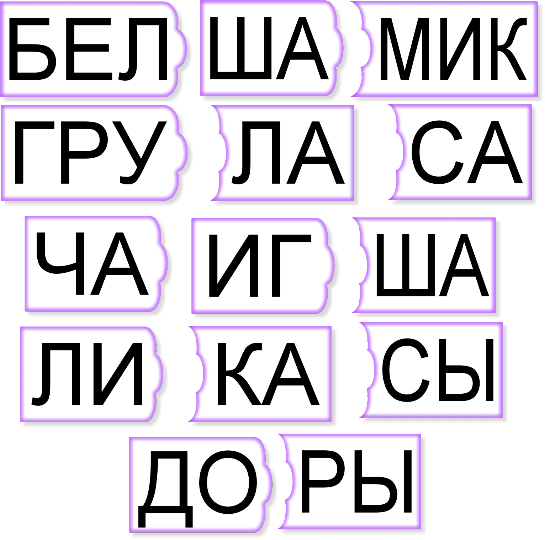 БЕЛ ША МИК
ГРУ ЛА СА
ЧА ИГ ША
ЛИ КА СЫ
ДО РЫ